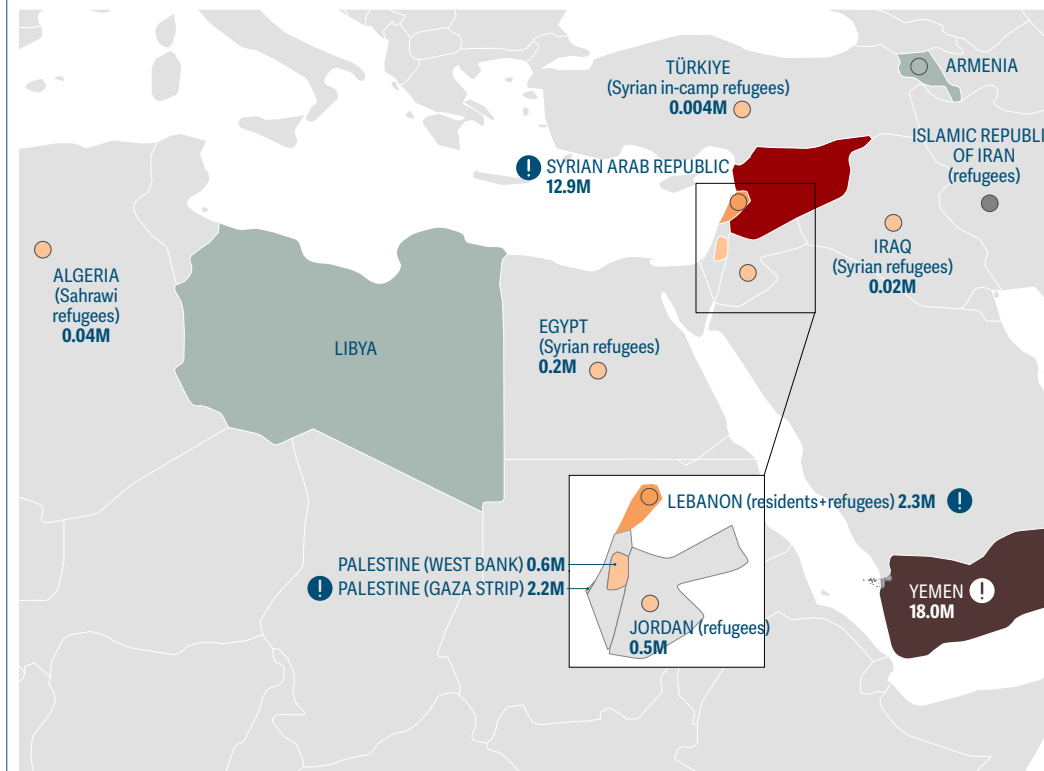 TÜRKIYE
(Syrian in-camp refugees)
0.004M
ARMENIA
ISLAMIC REPUBLI
OF IRAN
(refugees)
! SYRIAN ARAB REPUBLIC
12.9M
IRAQ
(Syrian refugees)
0.02M
ALGERIA
(Sahrawi
refugees)
0.04M
LIBYA
EGYPT
(Syrian refugees)
0.2M
LEBANON (residents+refugees) 2.3M !
PALESTINE (WEST BANK) 0.6M
! PALESTINE (GAZA STRIP) 2.2M
JORDAN (refugees)
0.5M
YEMEN !
18.0M